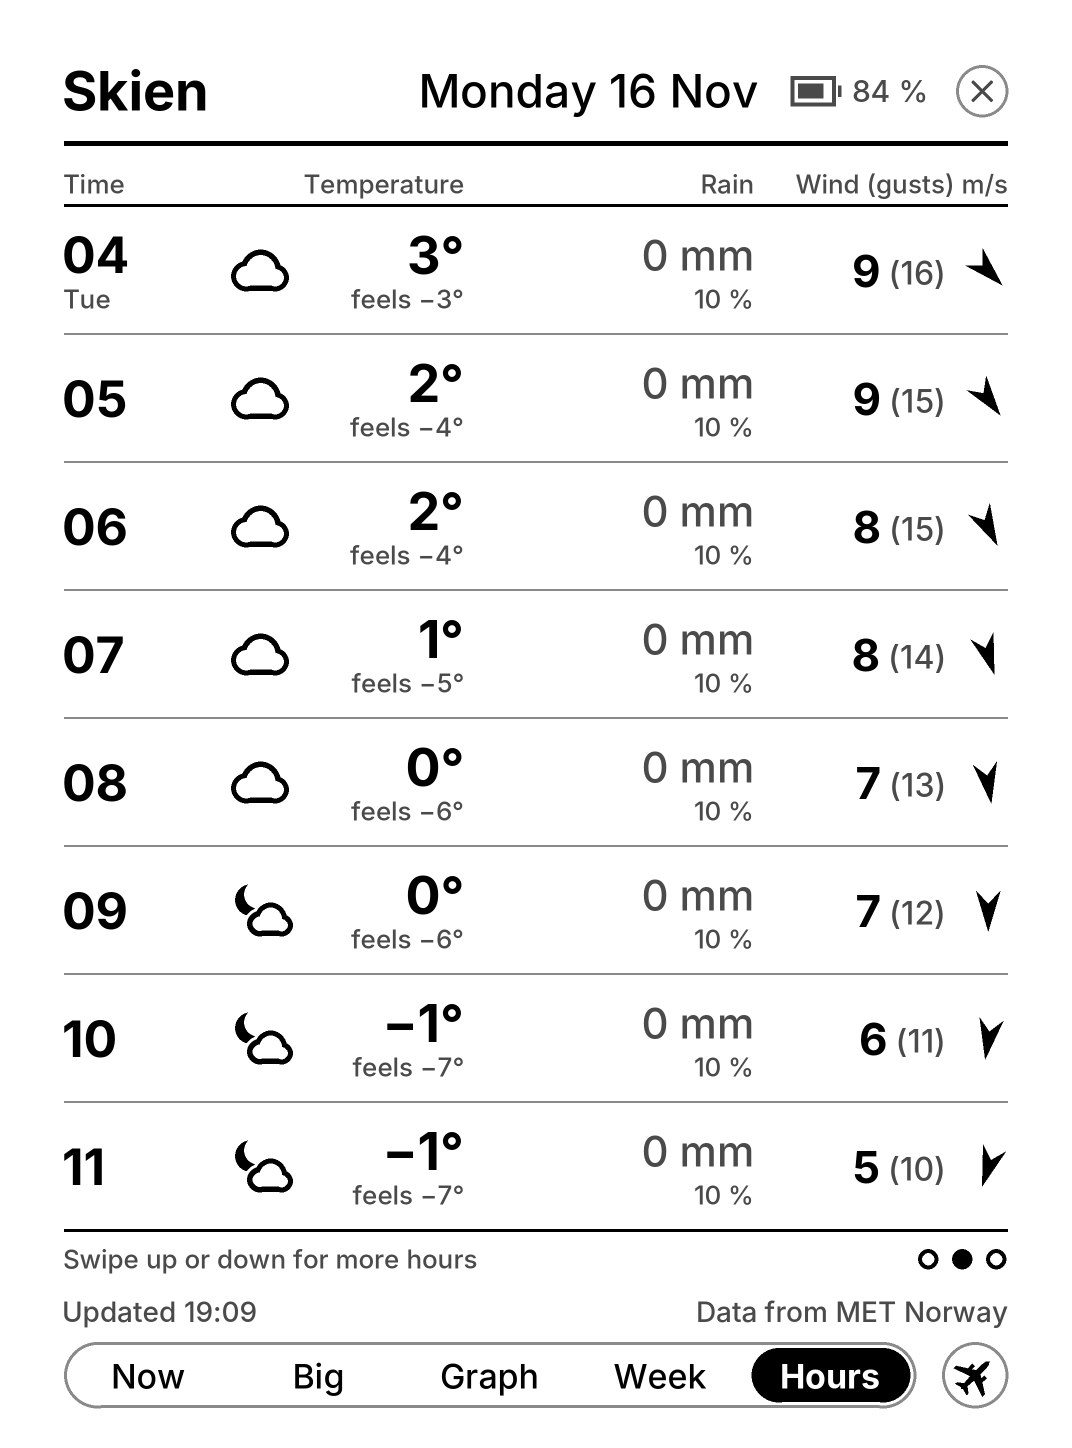 Skien Monday 16 Nov 84 %
Time Temperature Rain Wind (gusts) m/s
04 3° 0 mm 9 (16)
Tue feels −3° 10 %
05 2° 0 mm 9 (15)
feels −4° 10 %
06 2° 0 mm 8 (15)
feels −4° 10 %
07 1° 0 mm 8 (14)
feels −5° 10 %
08 0° 0 mm 7 (13)
feels −6° 10 %
09 0° 0 mm 7 (12)
feels −6° 10 %
10 −1° 0 mm 6 (11)
feels −7° 10 %
11 −1° 0 mm 5 (10)
feels −7° 10 %
Swipe up or down for more hours
Updated 19:09 Data from MET Norway
Now Big Graph Week Hours